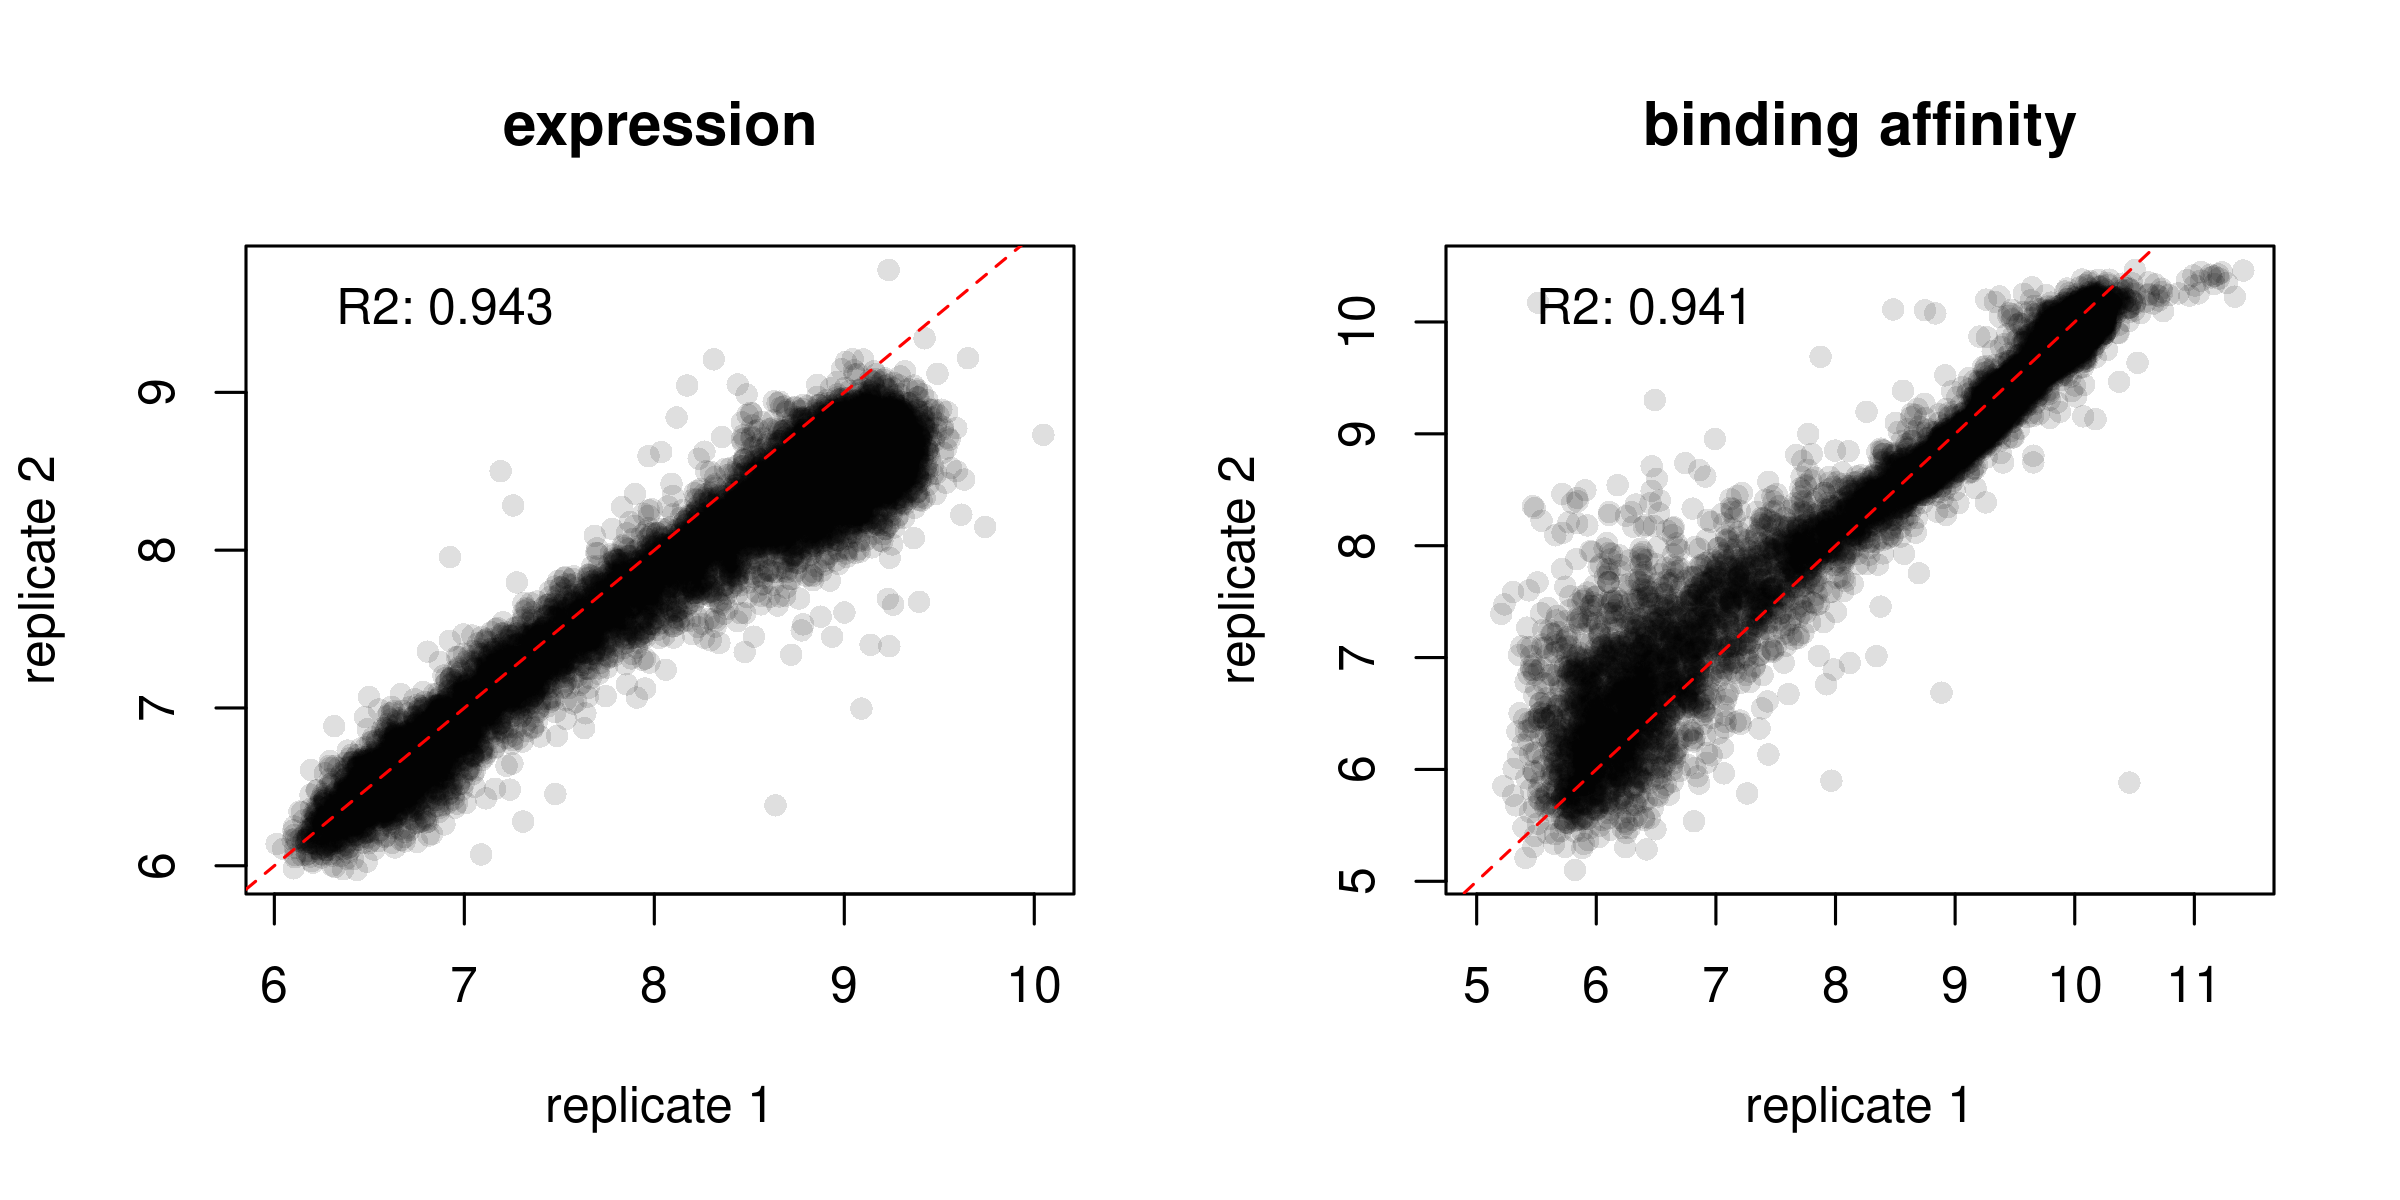 expression
R2: 0.943
9
8
7
6
replicate 2
6 7 8 9 10
replicate 1
binding affinity
R2: 0.941
10
9
8
7
6
5
replicate 2
5 6 7 8 9 10 11
replicate 1